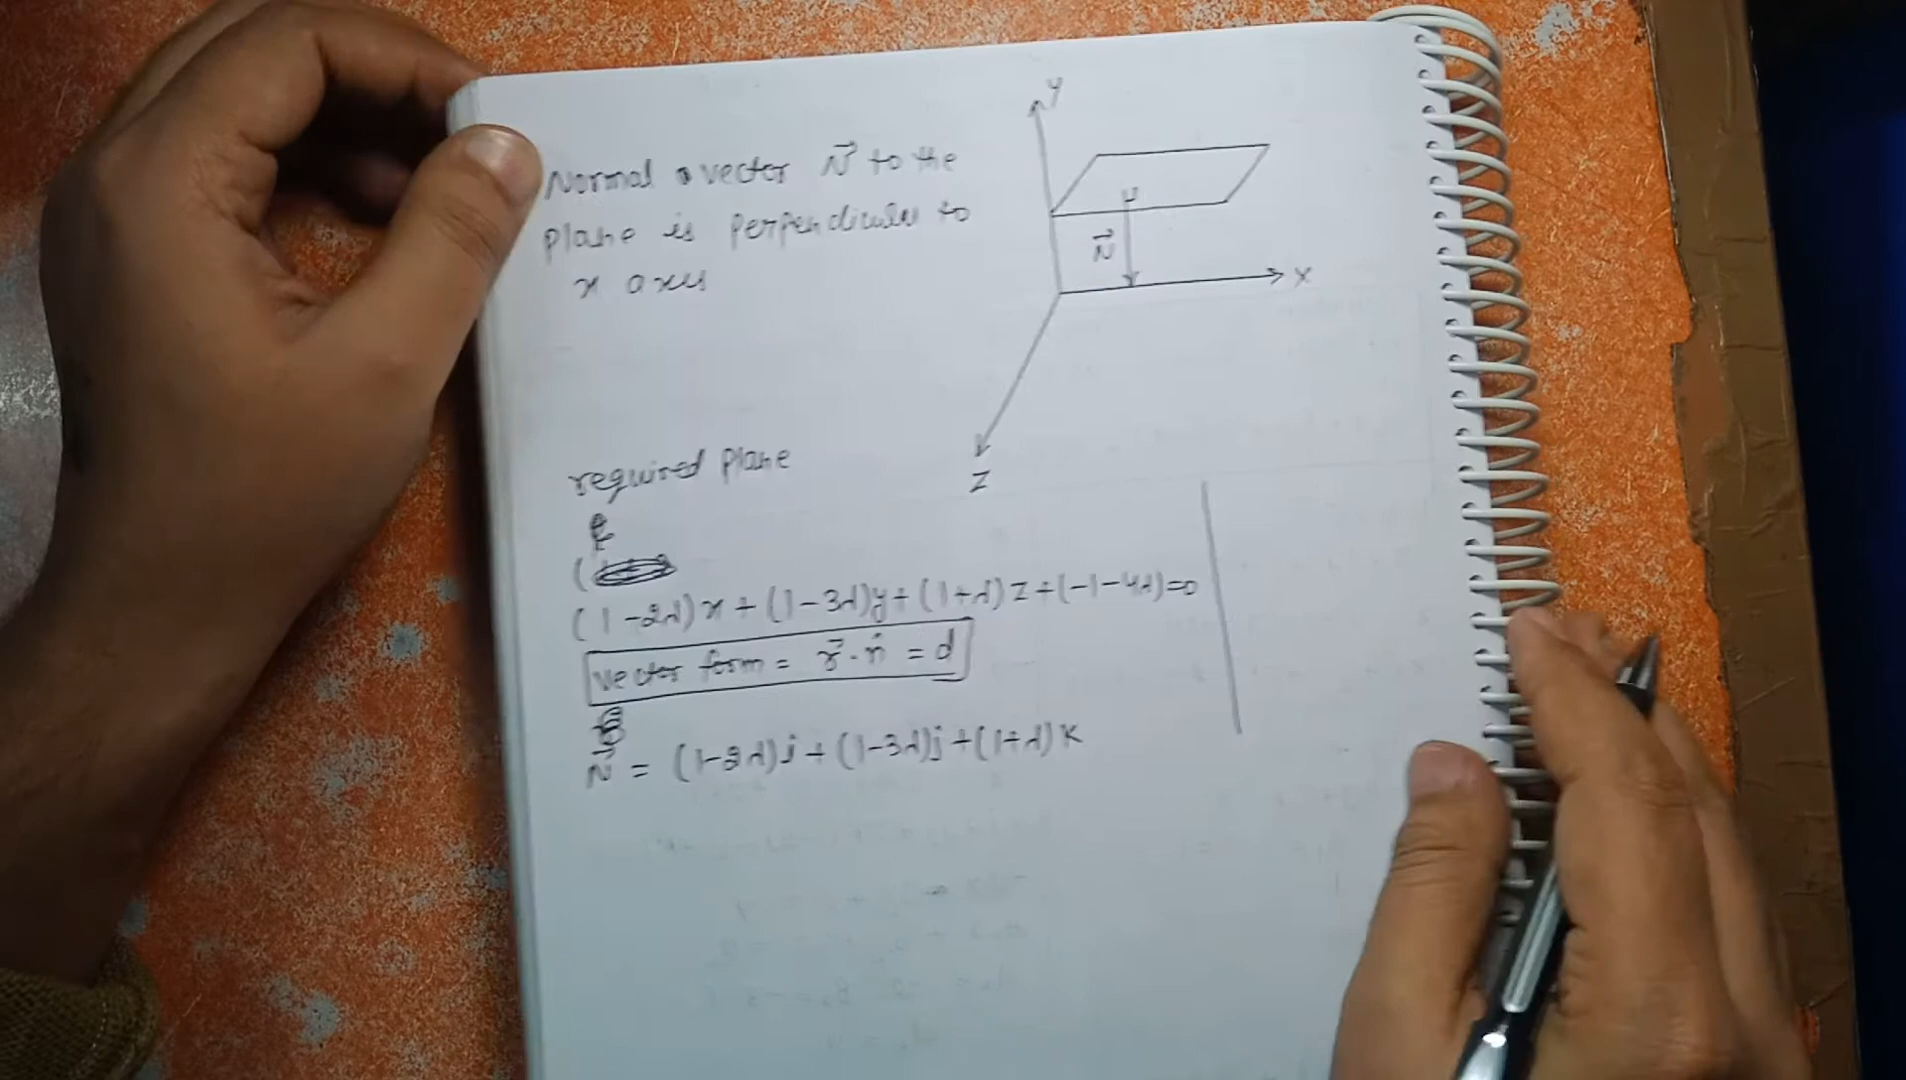 Normal vector N⃗ to the
plane is perpendicular to
x axis
Y
N⃗
X
Z
required plane
(
(1-2λ)x+(1-3λ)y+(1+λ)z+(-1-4λ)=0
vector form = r⃗.n̂ = d
N⃗ = (1-2λ)i+(1-3λ)j+(1+λ)k